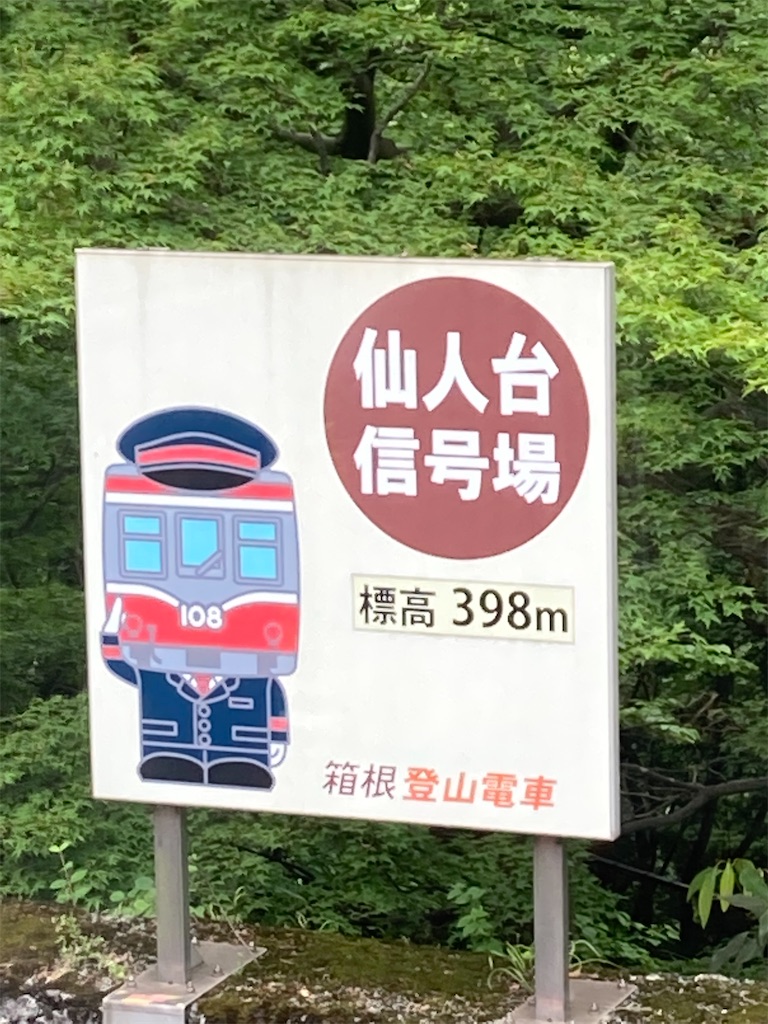 仙人台
信号場
標高 398m
108
箱根 登山電車